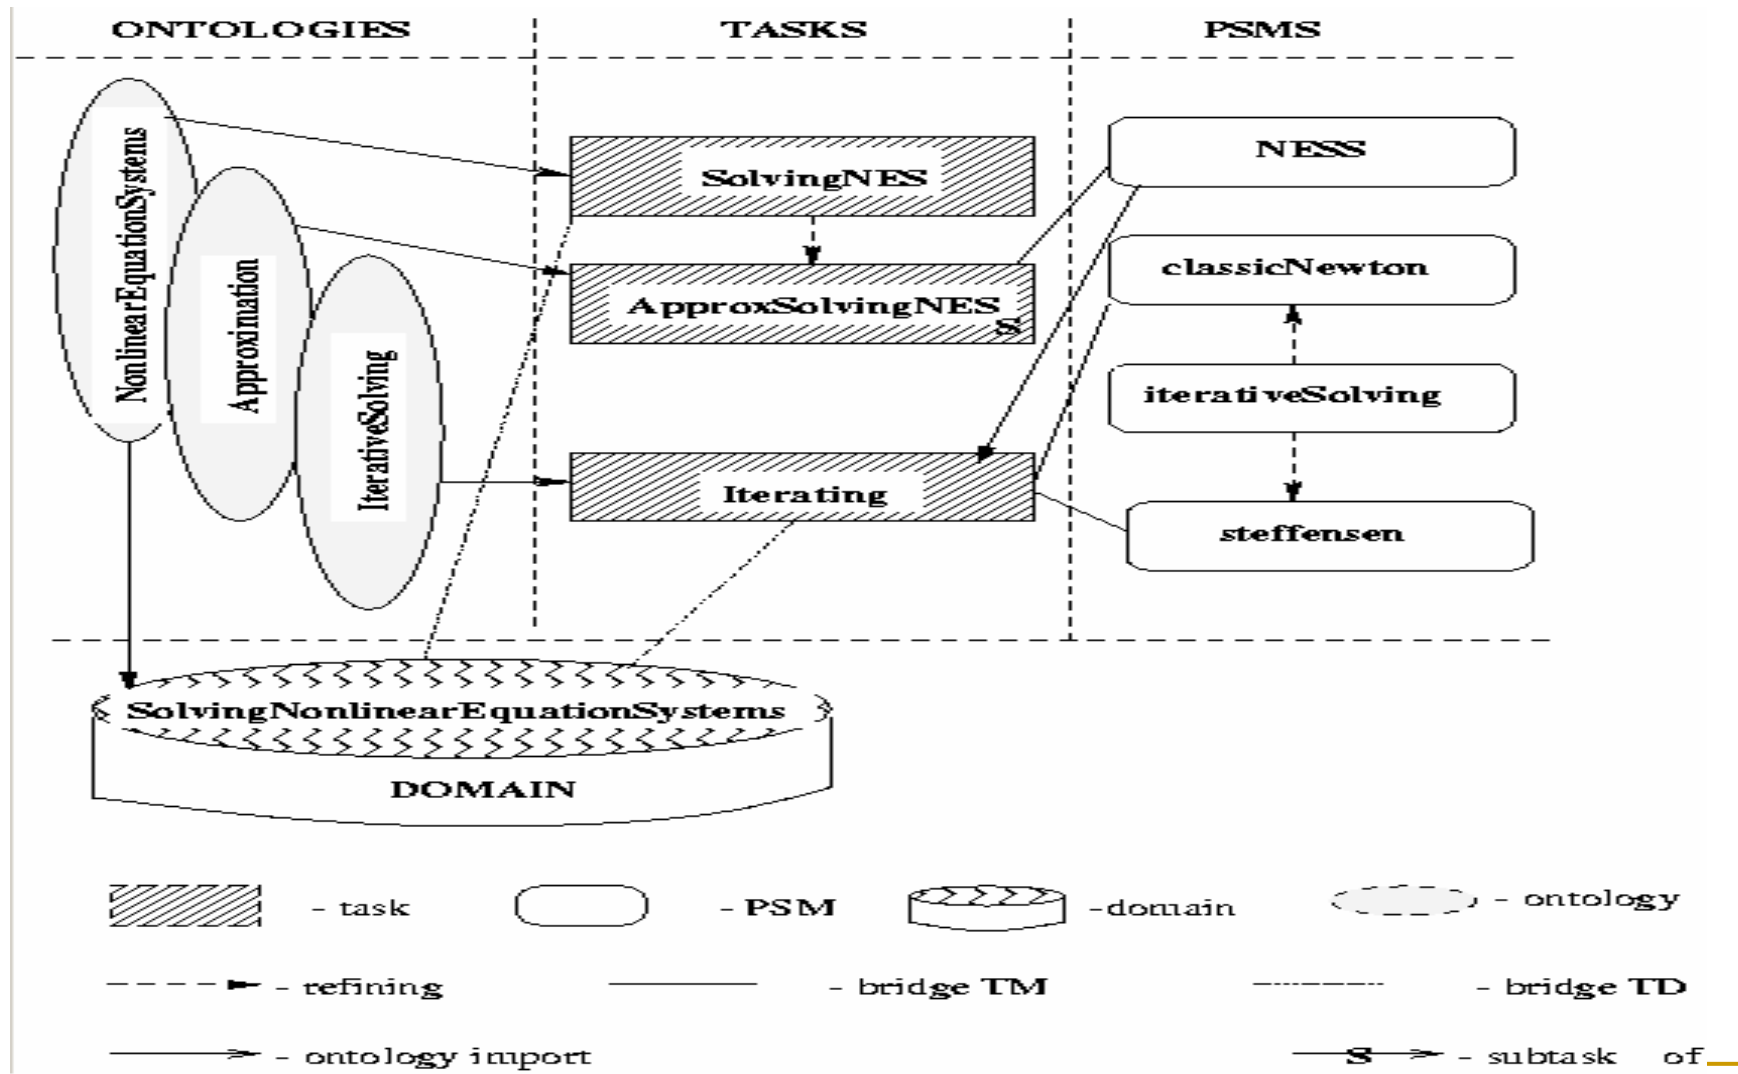 ONTOLOGIES TASKS PSMS
NonlinearEquationSystems
Approximation
IterativeSolving
SolvingNES
ApproxSolvingNES
S
Iterating
NESS
classicNewton
iterativeSolving
steffensen
SolvingNonlinearEquationSystems
DOMAIN
- task - PSM -domain - ontology
- refining - bridge TM - bridge TD
- ontology import S - subtask of